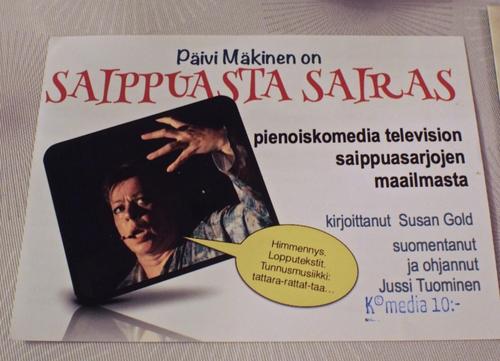 Päivi Mäkinen on
SAIPPUASTA SAIRAS
pienoiskomedia television
saippuasarjojen
maailmasta
kirjoittanut Susan Gold
suomentanut
ja ohjannut
Jussi Tuominen
Himmennys.
Lopputekstit.
Tunnusmusiikki:
tattara-rattat-taa...
K©media 10:-